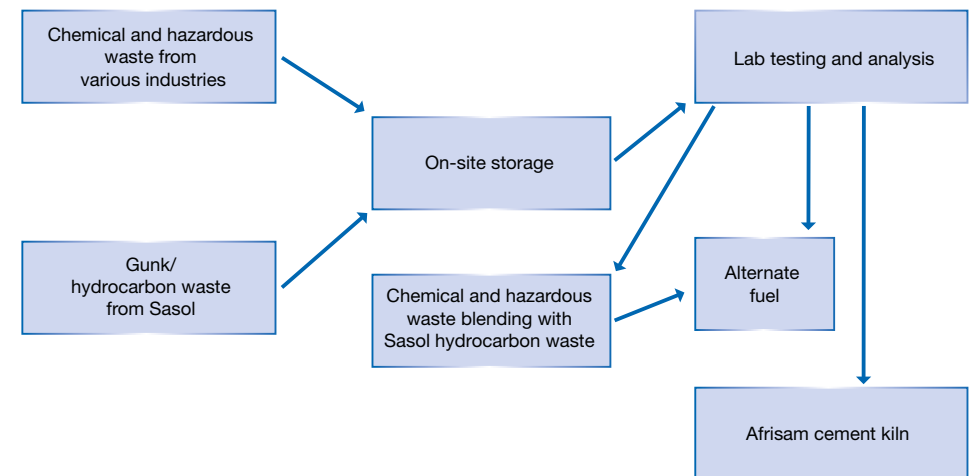 Chemical and hazardous
waste from
various industries
Lab testing and analysis
On-site storage
Gunk/
hydrocarbon waste
from Sasol
Chemical and hazardous
waste blending with
Sasol hydrocarbon waste
Alternate
fuel
Afrisam cement kiln